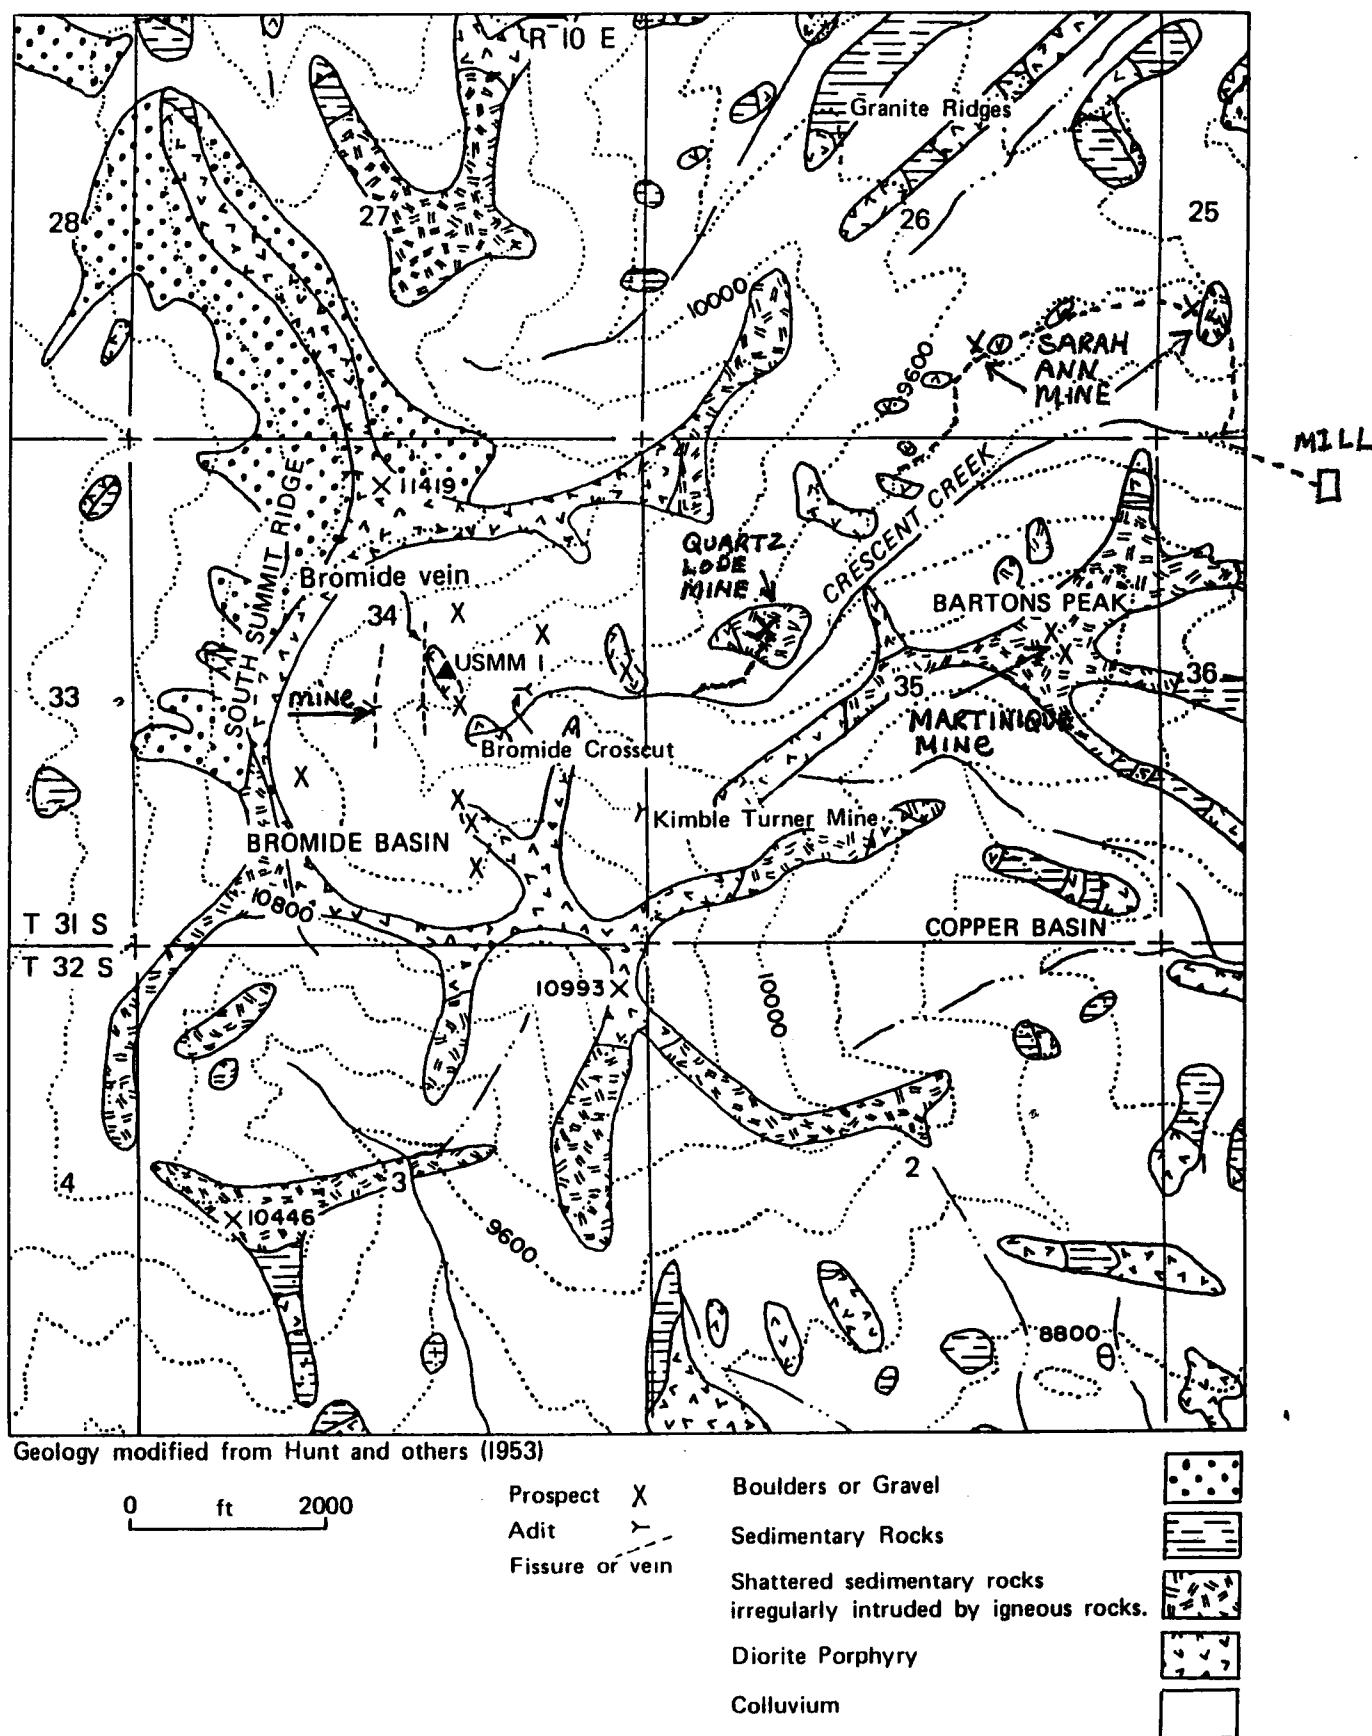 R 10 E
Granite Ridges
28
27
26
25
10000
9600
SARAH
ANN
MINE
MILL
11419
CRESCENT CREEK
SOUTH SUMMIT RIDGE
QUARTZ
LODE
MINE
Bromide vein
34
BARTONS PEAK
USMM 1
33
mine
35
36
MARTINIQUE
MINE
Bromide Crosscut
Kimble Turner Mine
BROMIDE BASIN
10800
T 31 S
COPPER BASIN
T 32 S
10993
10000
4
3
2
10446
9600
8800
Geology modified from Hunt and others (1953)
0 ft 2000
Prospect X
Adit
Fissure or vein
Boulders or Gravel
Sedimentary Rocks
Shattered sedimentary rocks
irregularly intruded by igneous rocks.
Diorite Porphyry
Colluvium